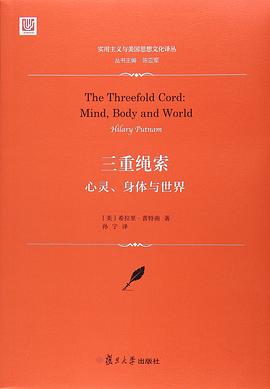 实用主义与美国思想文化译丛
丛书主编 陈亚军
The Threefold Cord:
Mind, Body and World
Hilary Putnam
三重绳索
心灵、身体与世界
[美]希拉里·普特南 著
孙宁 译
复旦大学出版社